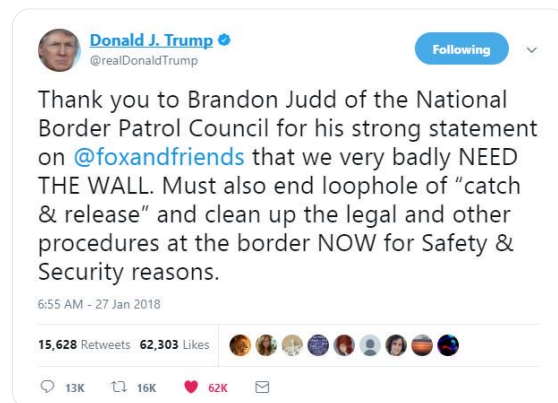 Donald J. Trump
@realDonaldTrump
Following
Thank you to Brandon Judd of the National
Border Patrol Council for his strong statement
on @foxandfriends that we very badly NEED
THE WALL. Must also end loophole of “catch
& release” and clean up the legal and other
procedures at the border NOW for Safety &
Security reasons.
6:55 AM - 27 Jan 2018
15,628 Retweets 62,303 Likes
13K 16K 62K